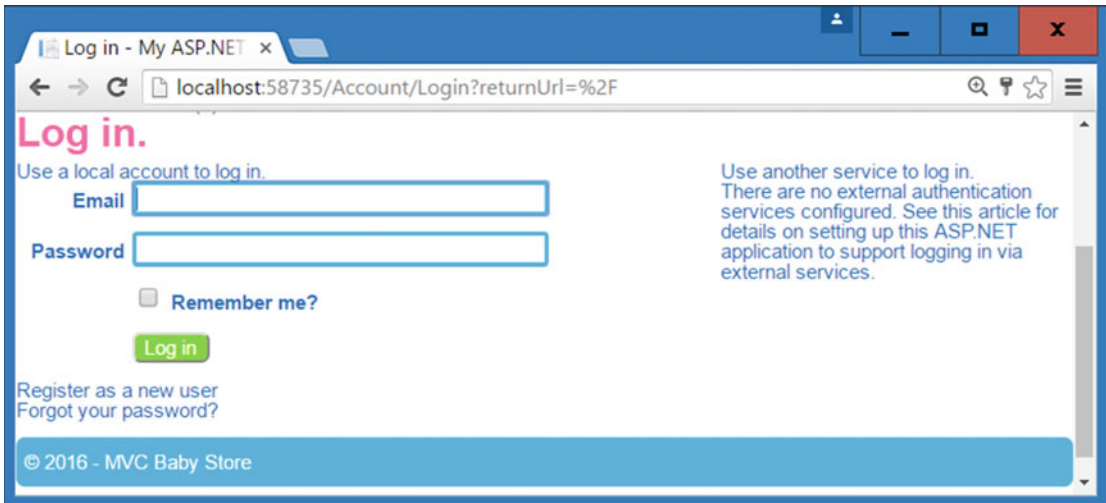 Log in - My ASP.NET
localhost:58735/Account/Login?returnUrl=%2F
Log in.
Use a local account to log in.
Email
Password
Remember me?
Log in
Register as a new user
Forgot your password?
Use another service to log in.
There are no external authentication
services configured. See this article for
details on setting up this ASP.NET
application to support logging in via
external services.
© 2016 - MVC Baby Store